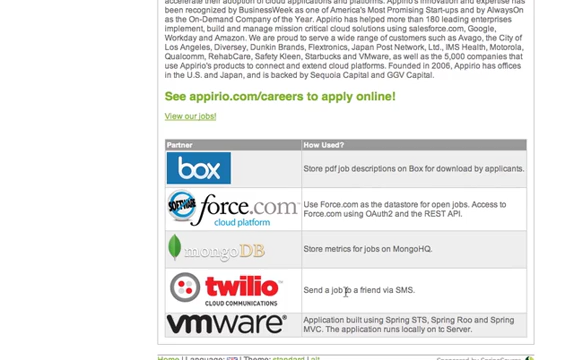 accelerate their adoption of cloud applications and platforms. Appirio's innovation and expertise has
been recognized by BusinessWeek as one of America's Most Promising Start-ups and by AlwaysOn
as the On-Demand Company of the Year. Appirio has helped more than 180 leading enterprises
implement, build and manage mission critical cloud solutions using salesforce.com, Google,
Workday and Amazon. We are proud to serve a wide range of customers such as Avago, the City of
Los Angeles, Diversey, Dunkin Brands, Flextronics, Japan Post Network, Ltd., IMS Health, Motorola,
Qualcomm, RehabCare, Safety Kleen, Starbucks and VMware, as well as the 5,000 companies that
use Appirio's products to connect and extend cloud platforms. Founded in 2006, Appirio has offices
in the U.S. and Japan, and is backed by Sequoia Capital and GGV Capital.
See appirio.com/careers to apply online!
View our jobs!
Partner How Used?
box Store pdf job descriptions on Box for download by applicants.
SOFTWARE force.com cloud platform Use Force.com as the datastore for open jobs. Access to
Force.com using OAuth2 and the REST API.
mongoDB Store metrics for jobs on MongoHQ.
twilio CLOUD COMMUNICATIONS Send a job to a friend via SMS.
vmware Application built using Spring STS, Spring Roo and Spring
MVC. The application runs locally on tc Server.
Home | Language: | Theme: standard | alt Sponsored by SpringSource